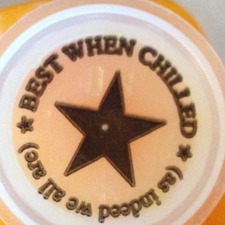 BEST WHEN CHILLED
(as indeed we all are)